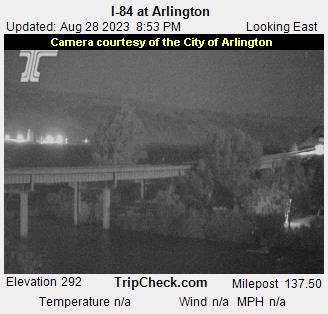 I-84 at Arlington
Updated: Aug 28 2023 8:53 PM Looking East
Camera courtesy of the City of Arlington
Elevation 292 TripCheck.com Milepost 137.50
Temperature n/a Wind n/a MPH n/a